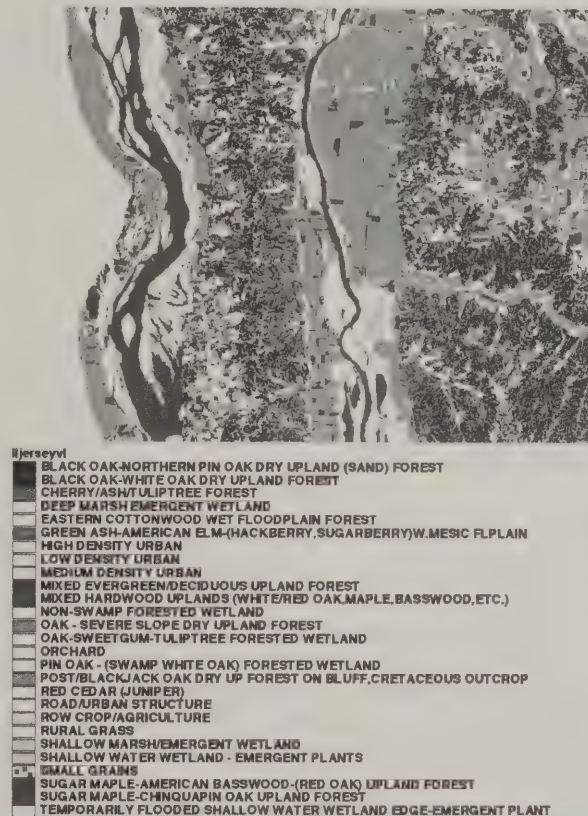 iljerseyvl
BLACK OAK-NORTHERN PIN OAK DRY UPLAND (SAND) FOREST
BLACK OAK-WHITE OAK DRY UPLAND FOREST
CHERRY/ASH/TULIPTREE FOREST
DEEP MARSH EMERGENT WETLAND
EASTERN COTTONWOOD WET FLOODPLAIN FOREST
GREEN ASH-AMERICAN ELM-(HACKBERRY,SUGARBERRY)W.MESIC FLPLAIN
HIGH DENSITY URBAN
LOW DENSITY URBAN
MEDIUM DENSITY URBAN
MIXED EVERGREEN/DECIDUOUS UPLAND FOREST
MIXED HARDWOOD UPLANDS (WHITE/RED OAK,MAPLE,BASSWOOD,ETC.)
NON-SWAMP FORESTED WETLAND
OAK - SEVERE SLOPE DRY UPLAND FOREST
OAK-SWEETGUM-TULIPTREE FORESTED WETLAND
ORCHARD
PIN OAK - (SWAMP WHITE OAK) FORESTED WETLAND
POST/BLACKJACK OAK DRY UP FOREST ON BLUFF,CRETACEOUS OUTCROP
RED CEDAR (JUNIPER)
ROAD/URBAN STRUCTURE
ROW CROP/AGRICULTURE
RURAL GRASS
SHALLOW MARSH/EMERGENT WETLAND
SHALLOW WATER WETLAND - EMERGENT PLANTS
SMALL GRAINS
SUGAR MAPLE-AMERICAN BASSWOOD-(RED OAK) UPLAND FOREST
SUGAR MAPLE-CHINQUAPIN OAK UPLAND FOREST
TEMPORARILY FLOODED SHALLOW WATER WETLAND EDGE-EMERGENT PLANT